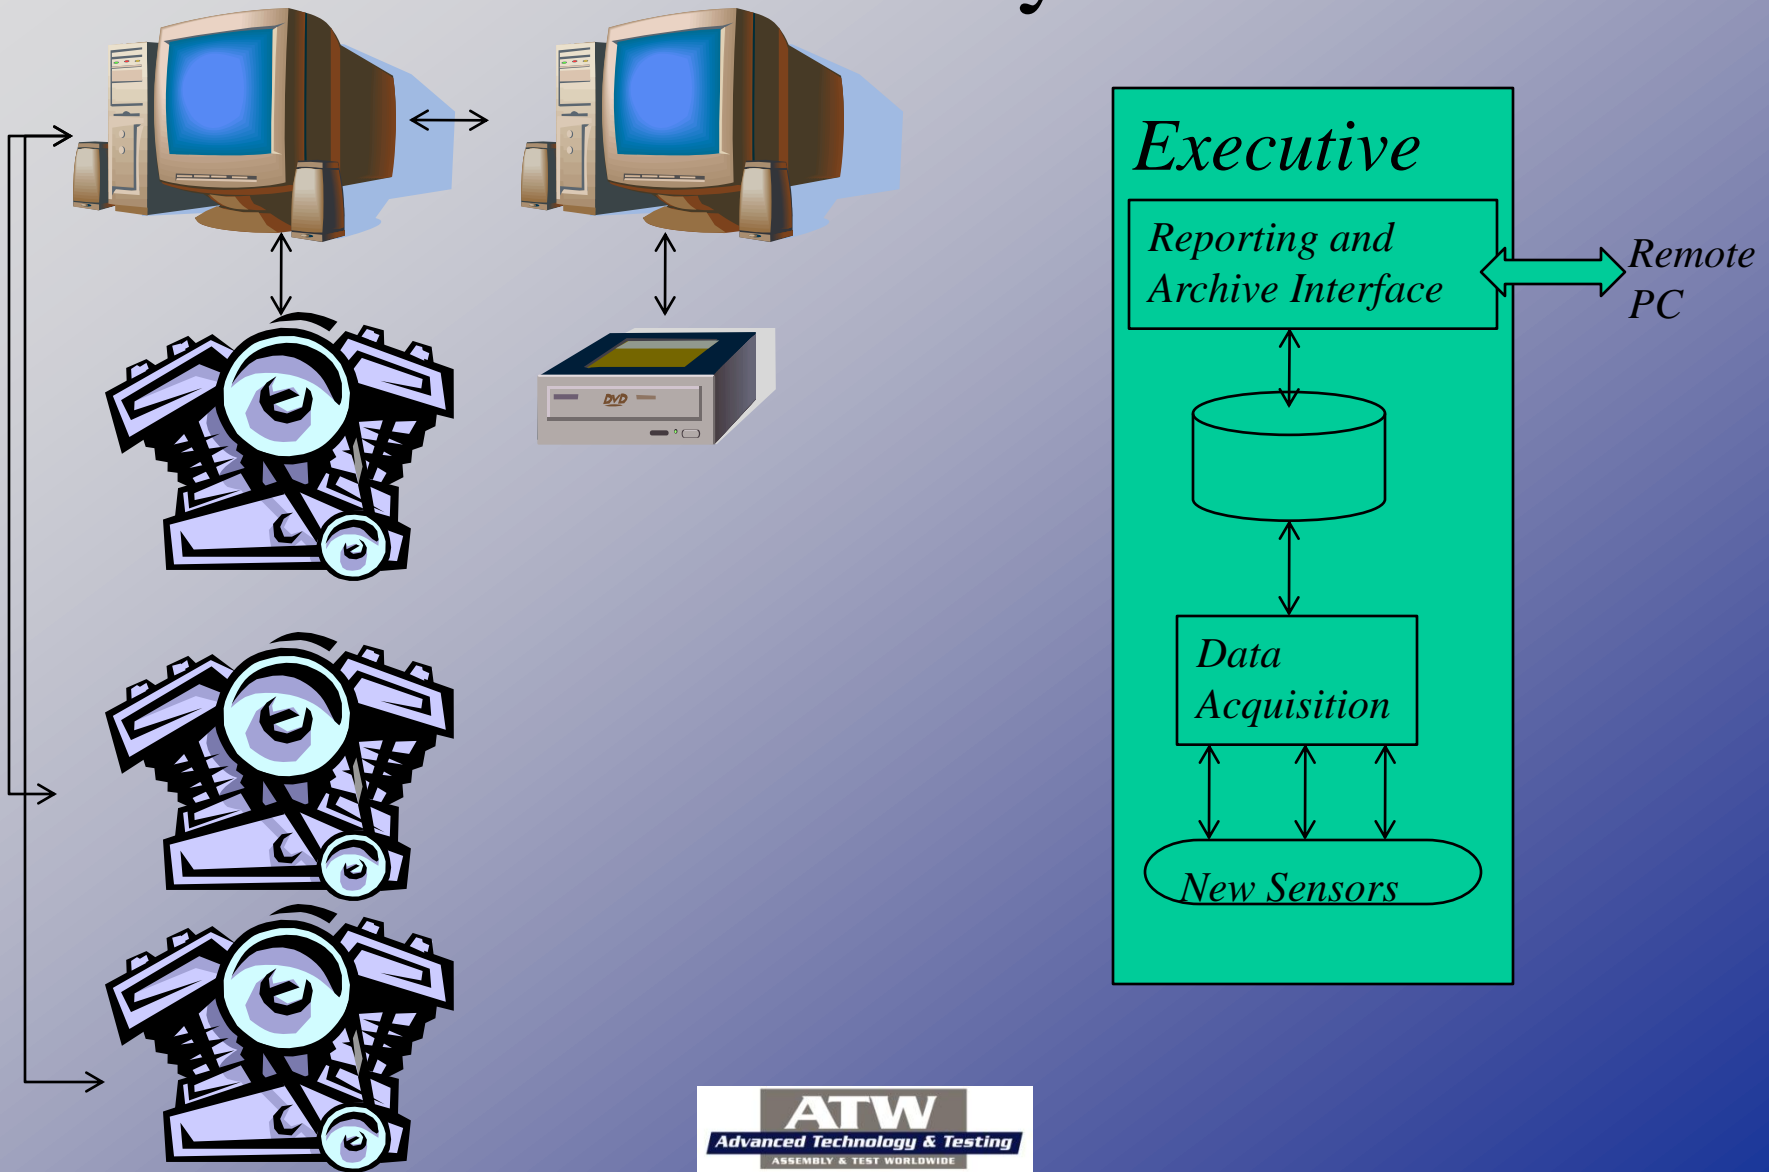 Executive
Reporting and
Archive Interface
Remote
PC
Data
Acquisition
New Sensors
DVD
ATW
Advanced Technology & Testing
ASSEMBLY & TEST WORLDWIDE